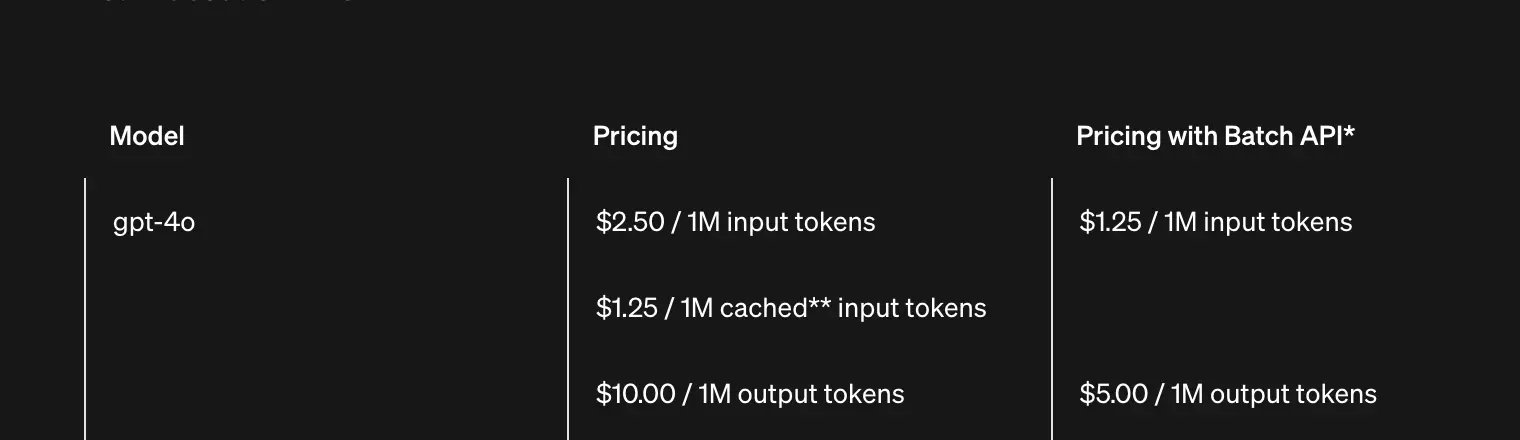 Model Pricing Pricing with Batch API*
gpt-4o $2.50 / 1M input tokens $1.25 / 1M input tokens
$1.25 / 1M cached** input tokens
$10.00 / 1M output tokens $5.00 / 1M output tokens